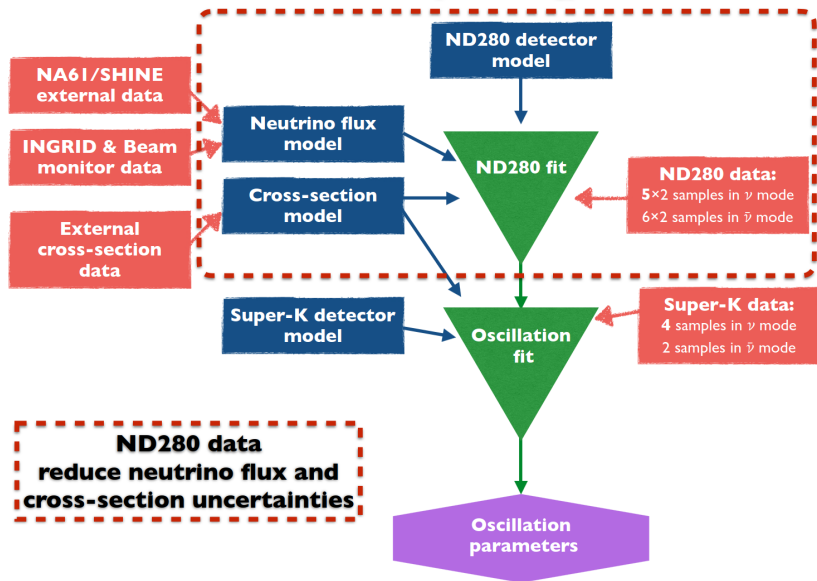 ND280 detector
model
NA61/SHINE
external data
Neutrino flux
model
INGRID & Beam
monitor data
ND280 fit
ND280 data:
5×2 samples in ν mode
6×2 samples in ν̄ mode
Cross-section
model
External
cross-section
data
Super-K detector
model
Oscillation
fit
Super-K data:
4 samples in ν mode
2 samples in ν̄ mode
ND280 data
reduce neutrino flux and
cross-section uncertainties
Oscillation
parameters